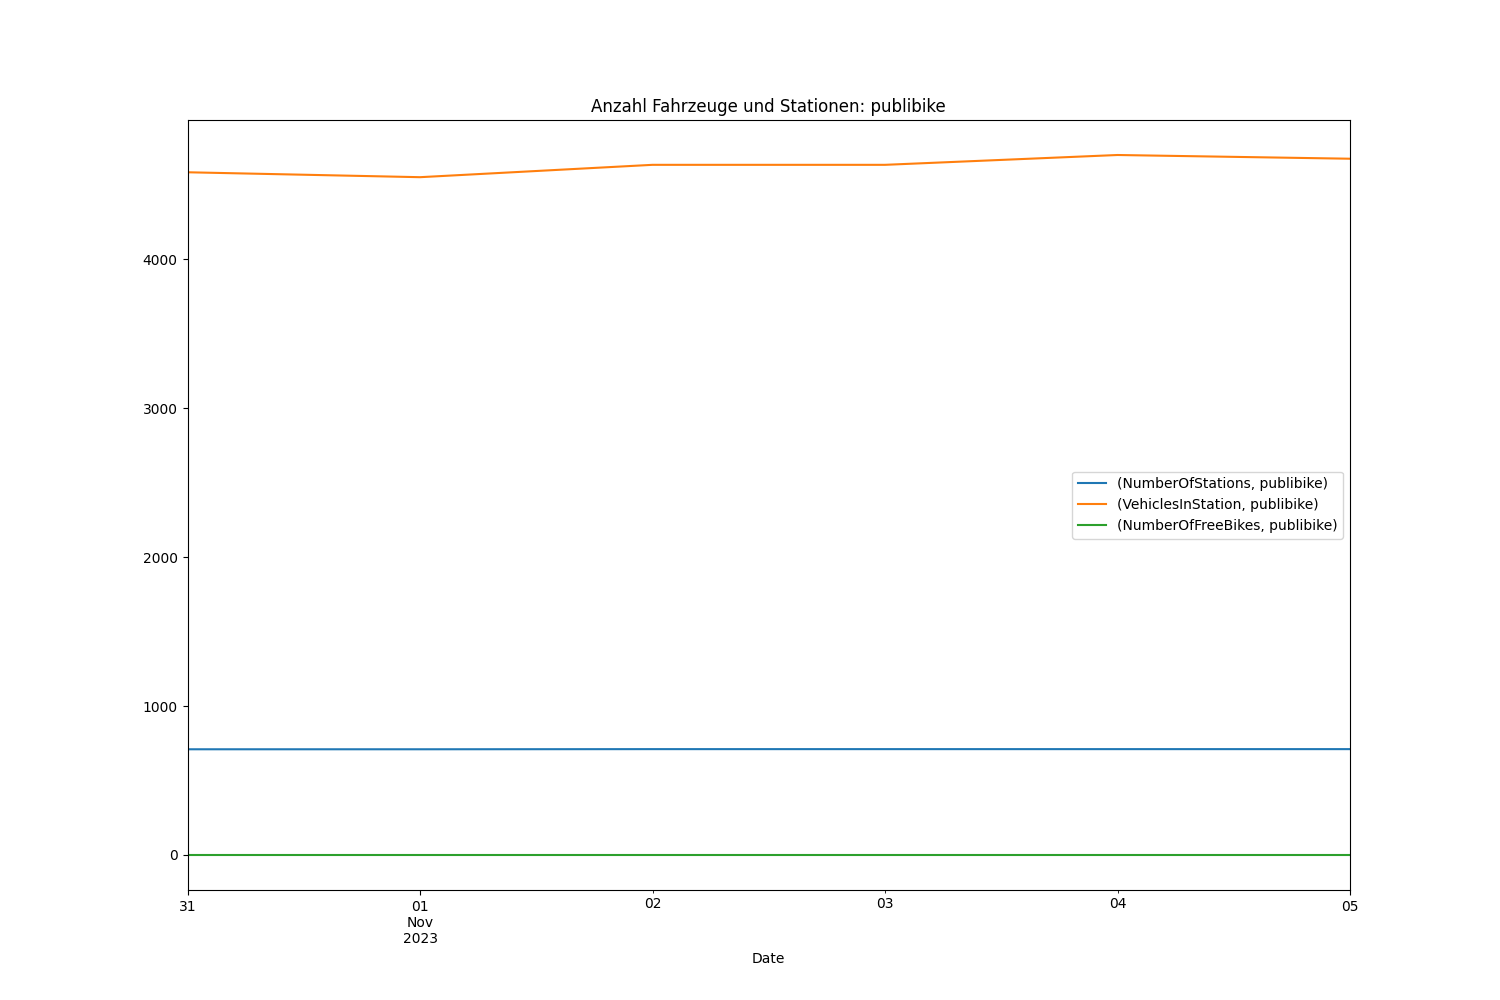 Anzahl Fahrzeuge und Stationen: publibike
4000
3000
2000
1000
0
(NumberOfStations, publibike)
(VehiclesInStation, publibike)
(NumberOfFreeBikes, publibike)
31
01
Nov
2023
02
03
04
05
Date